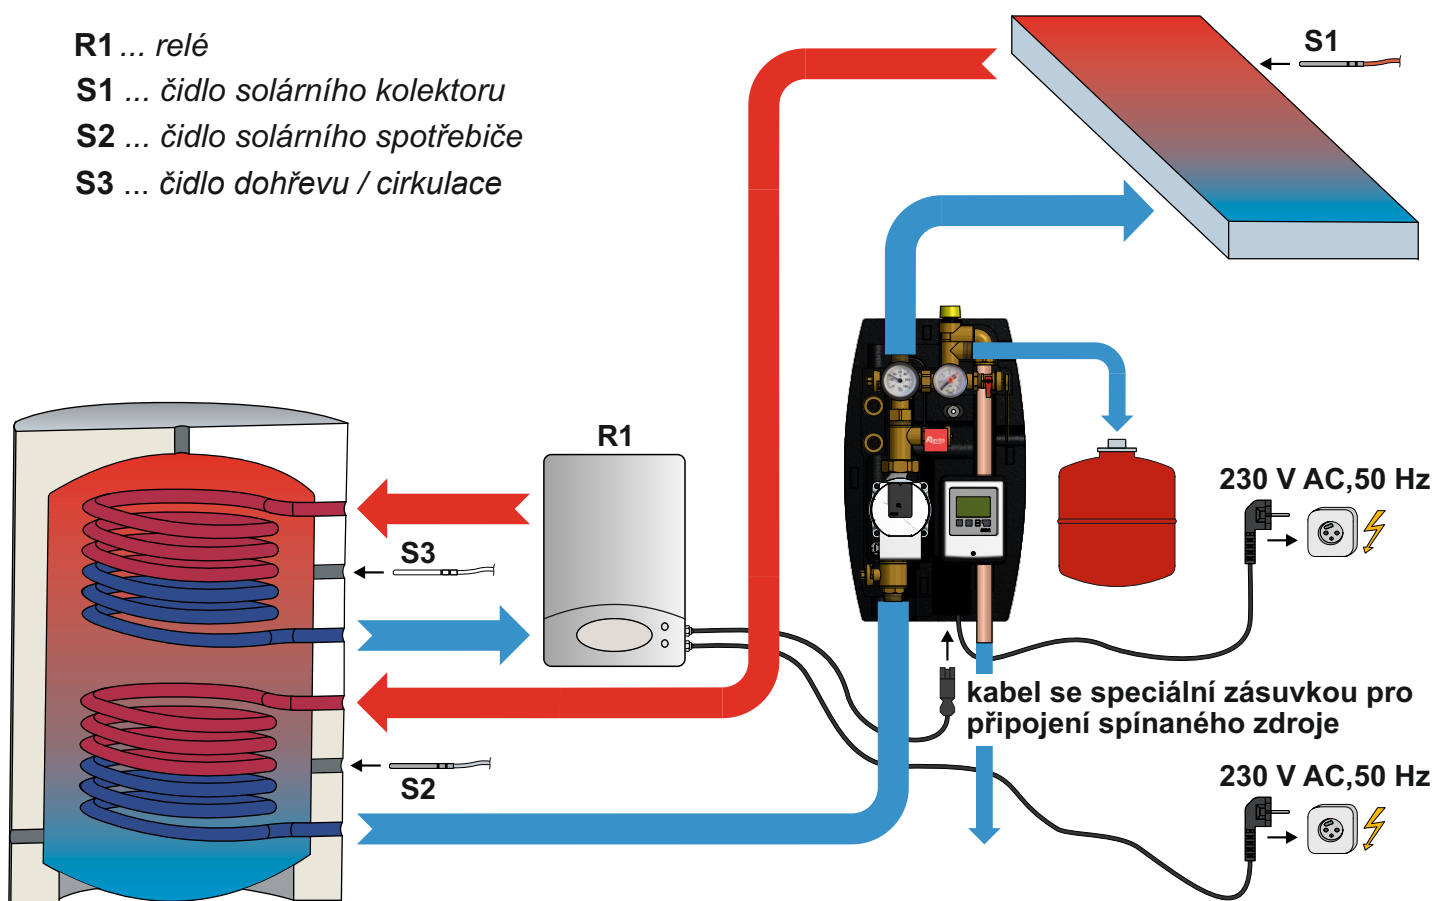 R1 ... relé
S1 ... čidlo solárního kolektoru
S2 ... čidlo solárního spotřebiče
S3 ... čidlo dohřevu / cirkulace
S1
R1
S3
S2
230 V AC,50 Hz
kabel se speciální zásuvkou pro
připojení spínaného zdroje
230 V AC,50 Hz